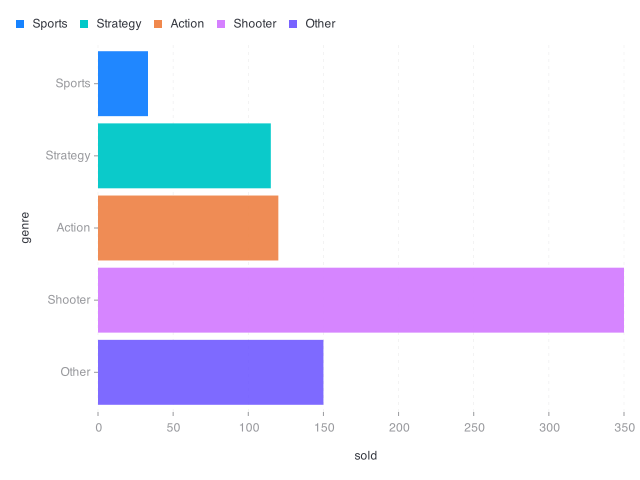 Sports Strategy Action Shooter Other
Sports
Strategy
Action
Shooter
Other
genre
0 50 100 150 200 250 300 350
sold